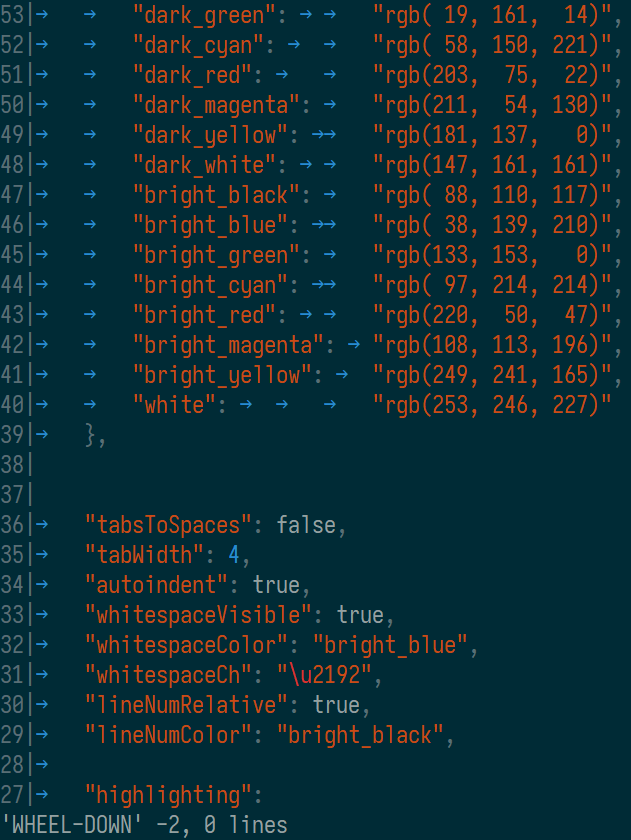 53|→   →   "dark_green": → →   "rgb( 19, 161,  14)",
52|→   →   "dark_cyan": →  →   "rgb( 58, 150, 221)",
51|→   →   "dark_red": →   →   "rgb(203,  75,  22)",
50|→   →   "dark_magenta": →   "rgb(211,  54, 130)",
49|→   →   "dark_yellow": →→   "rgb(181, 137,   0)",
48|→   →   "dark_white": → →   "rgb(147, 161, 161)",
47|→   →   "bright_black": →   "rgb( 88, 110, 117)",
46|→   →   "bright_blue": →→   "rgb( 38, 139, 210)",
45|→   →   "bright_green": →   "rgb(133, 153,   0)",
44|→   →   "bright_cyan": →→   "rgb( 97, 214, 214)",
43|→   →   "bright_red": → →   "rgb(220,  50,  47)",
42|→   →   "bright_magenta": → "rgb(108, 113, 196)",
41|→   →   "bright_yellow": →  "rgb(249, 241, 165)",
40|→   →   "white": →  →   →   "rgb(253, 246, 227)"
39|→   },
38|
37|
36|→   "tabsToSpaces": false,
35|→   "tabWidth": 4,
34|→   "autoindent": true,
33|→   "whitespaceVisible": true,
32|→   "whitespaceColor": "bright_blue",
31|→   "whitespaceCh": "\u2192",
30|→   "lineNumRelative": true,
29|→   "lineNumColor": "bright_black",
28|→
27|→   "highlighting":
'WHEEL-DOWN' -2, 0 lines